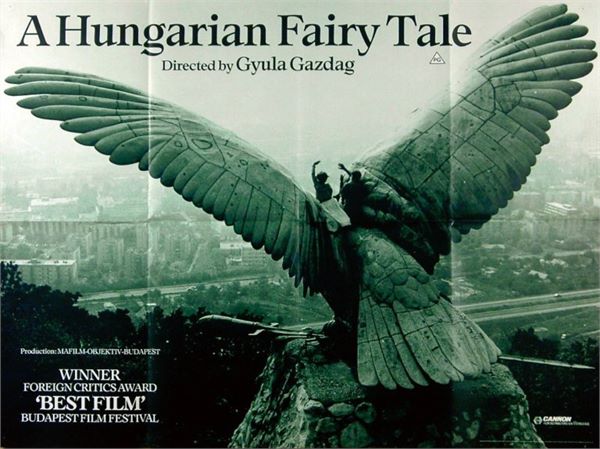 A Hungarian Fairy Tale
Directed by Gyula Gazdag
PG
Production: MAFILM-OBJEKTIV-BUDAPEST
WINNER
FOREIGN CRITICS AWARD
'BEST FILM'
BUDAPEST FILM FESTIVAL
CANNON